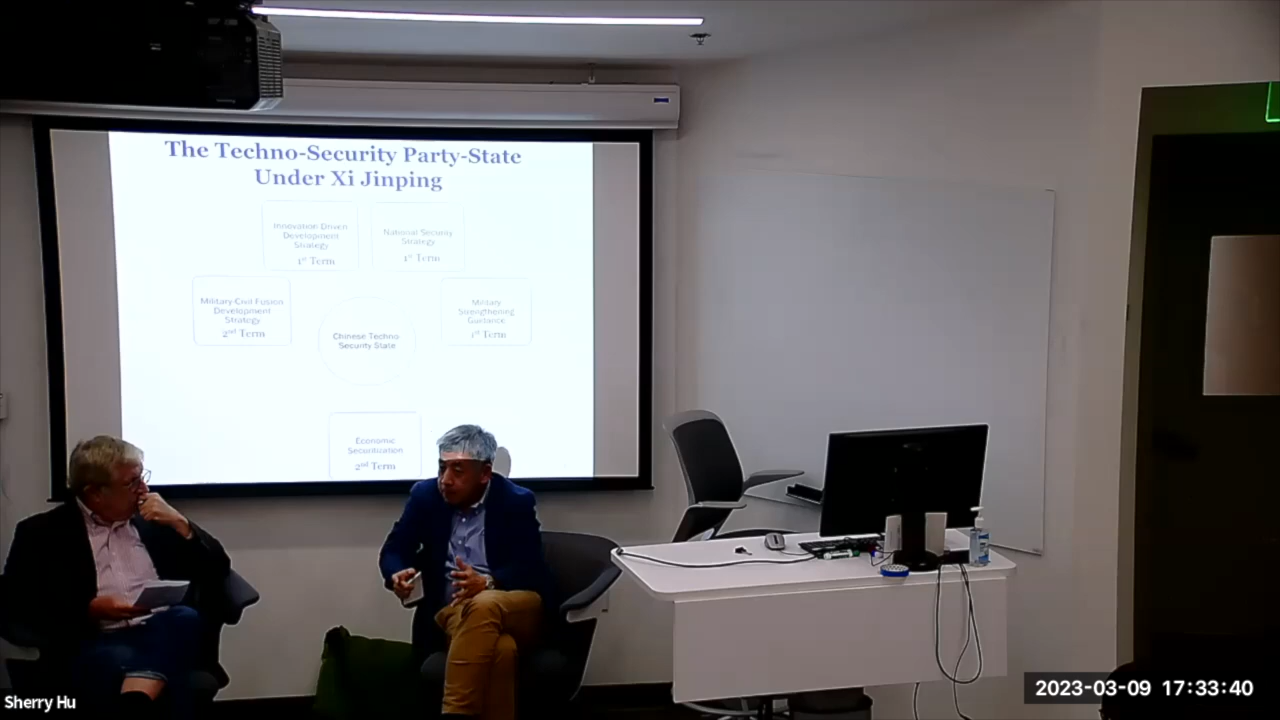 The Techno-Security Party-State
Under Xi Jinping
Innovation Driven
Development
Strategy
1st Term
National Security
Strategy
1st Term
Military-Civil Fusion
Development
Strategy
2nd Term
Military
Strengthening
Guidance
1st Term
Chinese Techno-
Security State
Economic
Securitization
2nd Term
Sherry Hu
2023-03-09 17:33:40